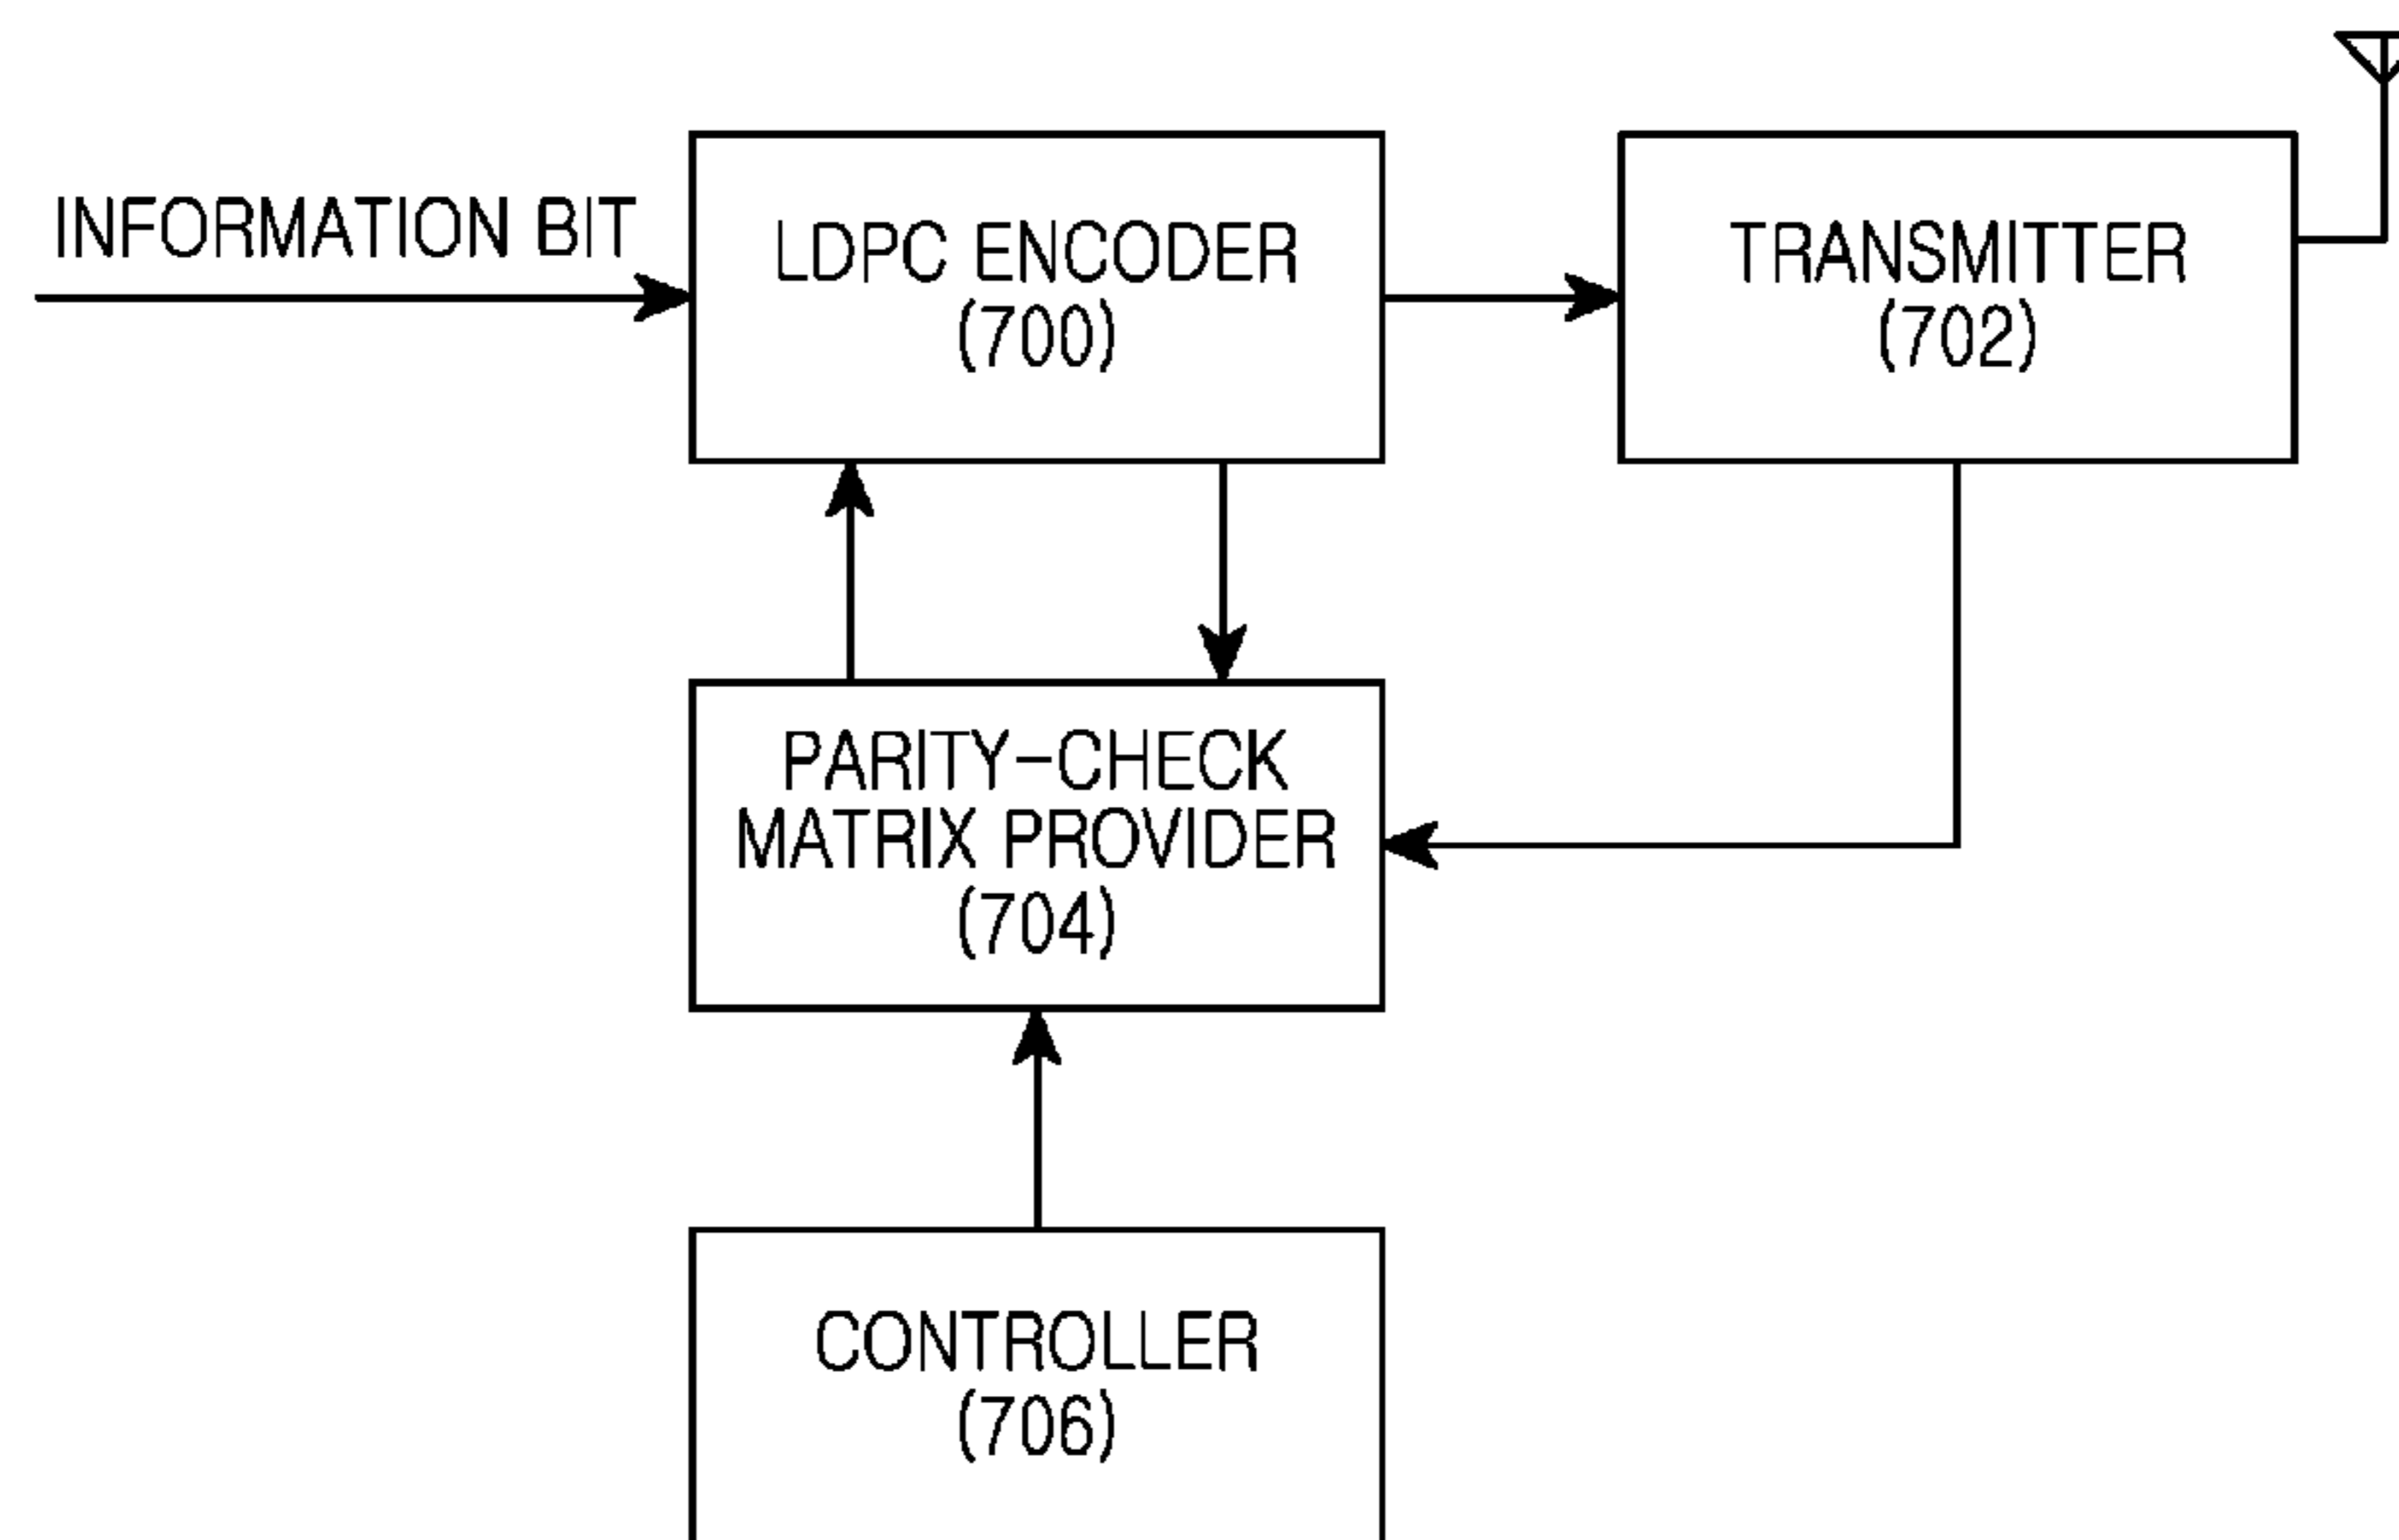 INFORMATION BIT
LDPC ENCODER
(700)
TRANSMITTER
(702)
PARITY-CHECK
MATRIX PROVIDER
(704)
CONTROLLER
(706)